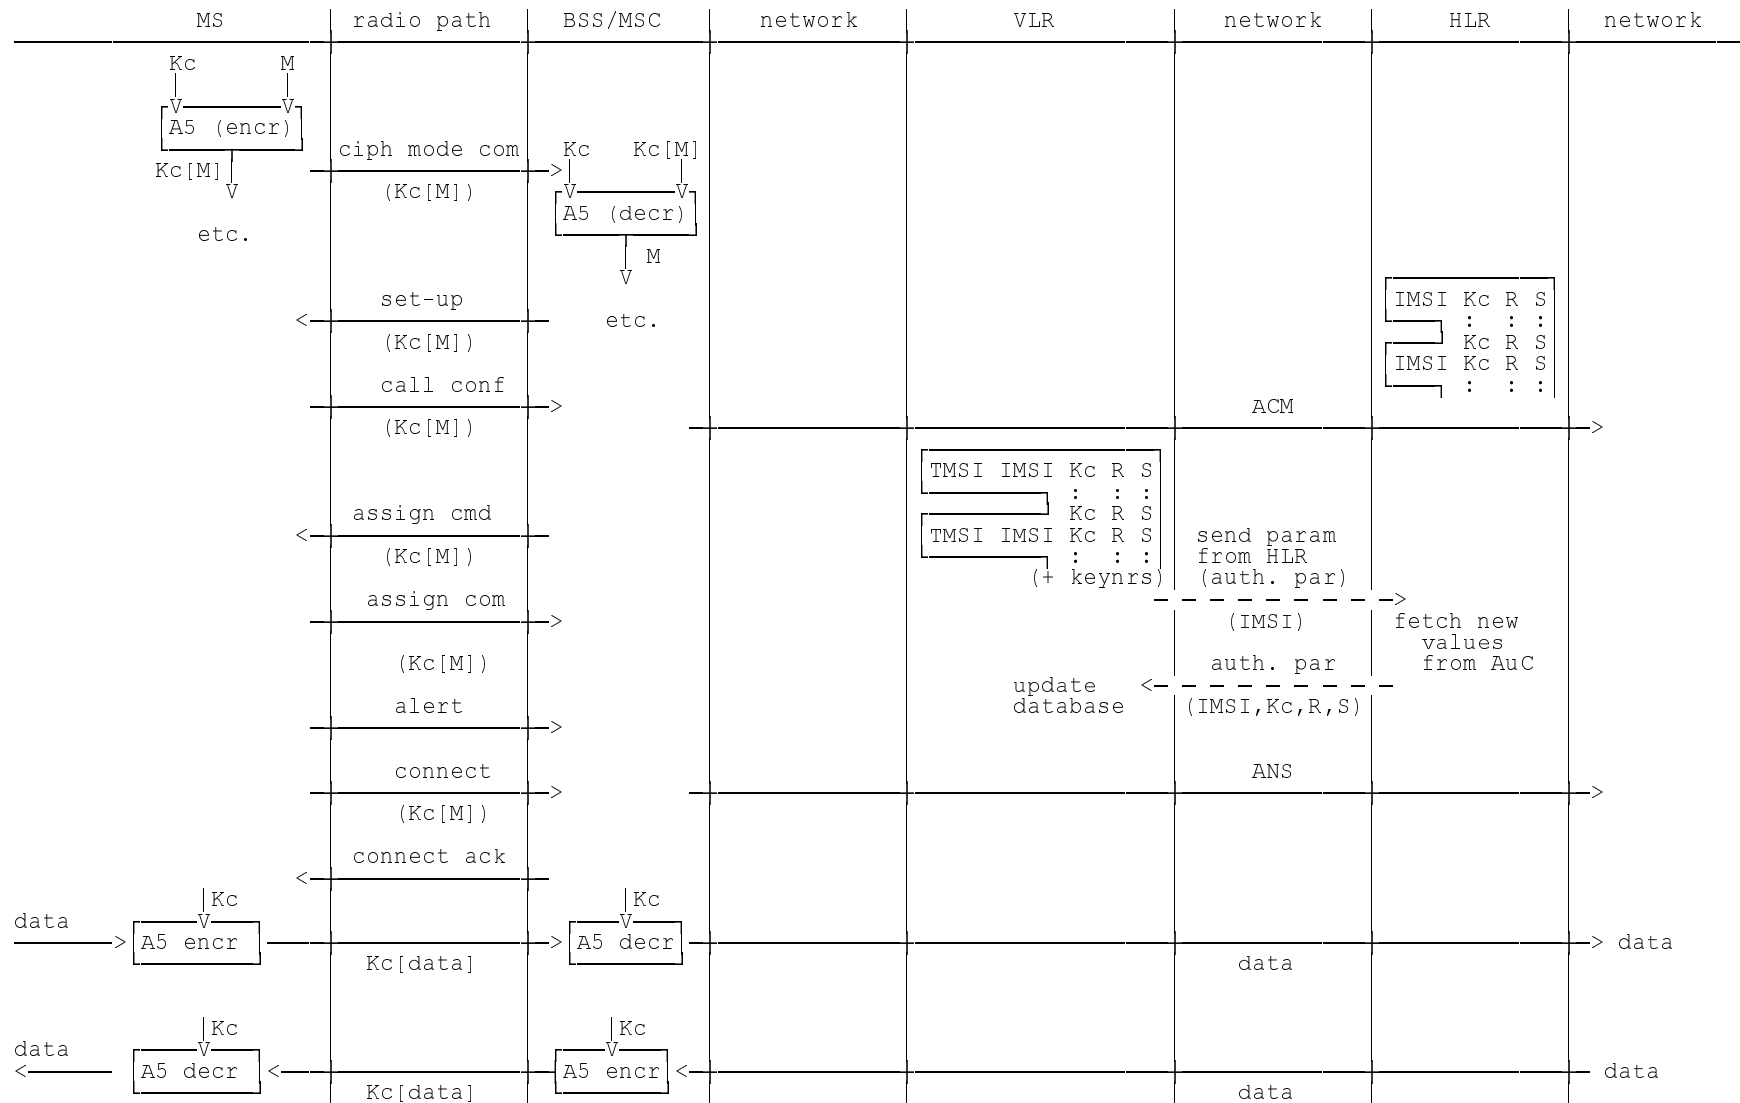 MS radio path BSS/MSC network VLR network HLR network
Kc M
V V
A5 (encr)
ciph mode com Kc Kc[M]
Kc[M] >
V (Kc[M]) V V
A5 (decr)
etc.
M
V
set-up IMSI Kc R S
< etc. : : :
(Kc[M]) Kc R S
IMSI Kc R S
call conf : : :
> ACM
(Kc[M]) >
TMSI IMSI Kc R S
: : :
assign cmd Kc R S
< TMSI IMSI Kc R S send param
(Kc[M]) : : : from HLR
(+ keynrs) (auth. par)
assign com >
> (IMSI) fetch new
values
(Kc[M]) auth. par from AuC
update <
alert database (IMSI,Kc,R,S)
>
connect ANS
> >
(Kc[M])
connect ack
<
Kc Kc
data V V
> A5 encr > A5 decr > data
Kc[data] data
Kc Kc
data V V
< A5 decr < A5 encr < data
Kc[data] data